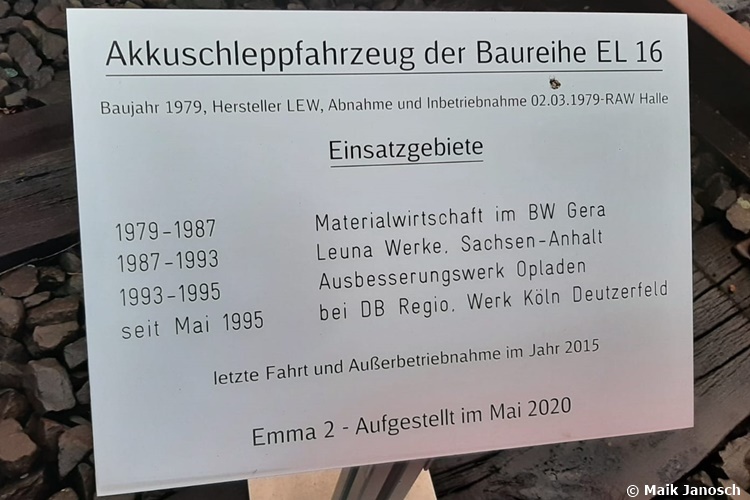 Akkuschleppfahrzeug der Baureihe EL 16
Baujahr 1979, Hersteller LEW, Abnahme und Inbetriebnahme 02.03.1979-RAW Halle
Einsatzgebiete
1979-1987 Materialwirtschaft im BW Gera
1987-1993 Leuna Werke, Sachsen-Anhalt
1993-1995 Ausbesserungswerk Opladen
seit Mai 1995 bei DB Regio, Werk Köln Deutzerfeld
letzte Fahrt und Außerbetriebnahme im Jahr 2015
Emma 2 - Aufgestellt im Mai 2020
© Maik Janosch